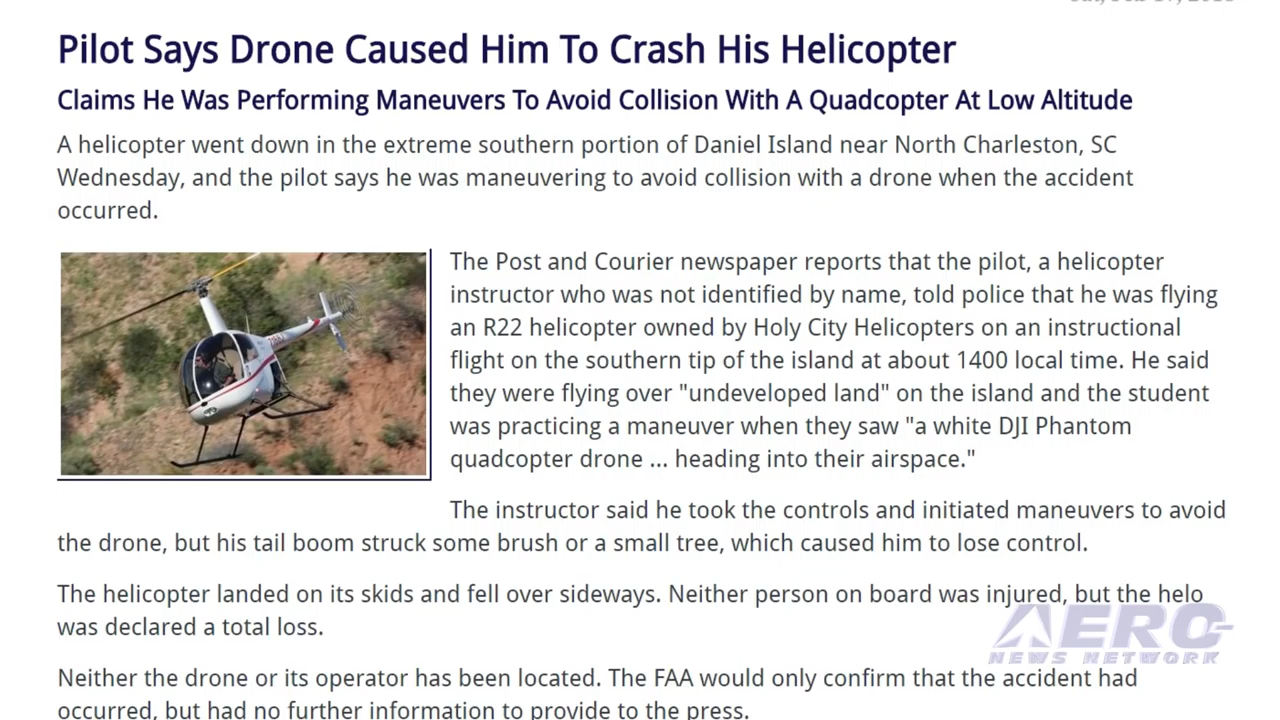 Pilot Says Drone Caused Him To Crash His Helicopter
Claims He Was Performing Maneuvers To Avoid Collision With A Quadcopter At Low Altitude
A helicopter went down in the extreme southern portion of Daniel Island near North Charleston, SC
Wednesday, and the pilot says he was maneuvering to avoid collision with a drone when the accident
occurred.
The Post and Courier newspaper reports that the pilot, a helicopter
instructor who was not identified by name, told police that he was flying
an R22 helicopter owned by Holy City Helicopters on an instructional
flight on the southern tip of the island at about 1400 local time. He said
they were flying over "undeveloped land" on the island and the student
was practicing a maneuver when they saw "a white DJI Phantom
quadcopter drone ... heading into their airspace."
The instructor said he took the controls and initiated maneuvers to avoid
the drone, but his tail boom struck some brush or a small tree, which caused him to lose control.
The helicopter landed on its skids and fell over sideways. Neither person on board was injured, but the helo
was declared a total loss.
AERO
NEWS NETWORK
Neither the drone or its operator has been located. The FAA would only confirm that the accident had
occurred, but had no further information to provide to the press.